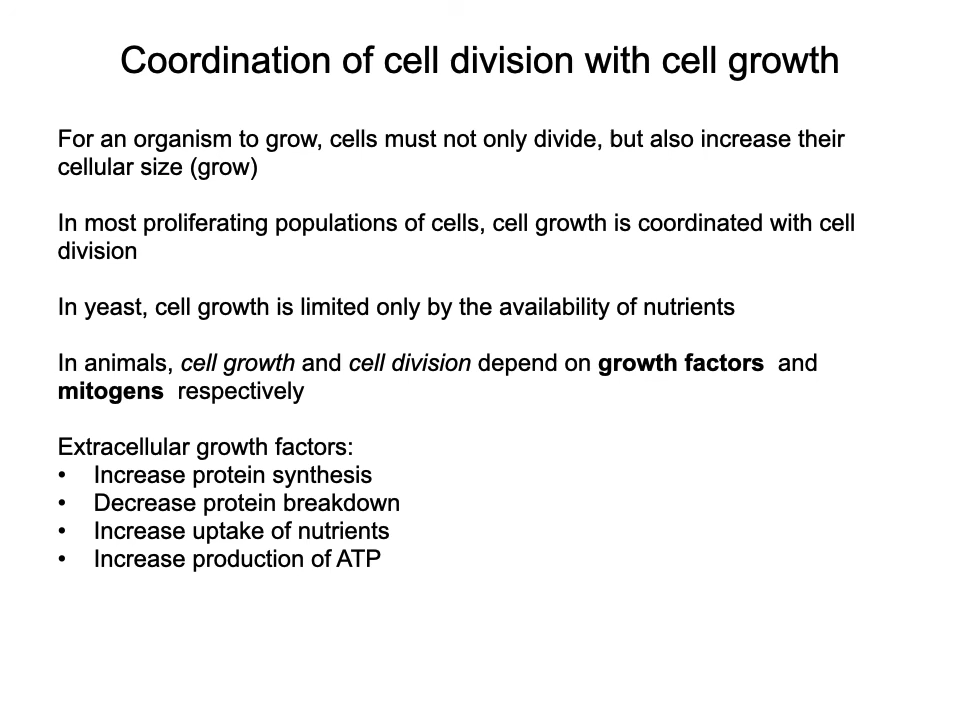 Coordination of cell division with cell growth
For an organism to grow, cells must not only divide, but also increase their
cellular size (grow)
In most proliferating populations of cells, cell growth is coordinated with cell
division
In yeast, cell growth is limited only by the availability of nutrients
In animals, cell growth and cell division depend on growth factors and
mitogens respectively
Extracellular growth factors:
• Increase protein synthesis
• Decrease protein breakdown
• Increase uptake of nutrients
• Increase production of ATP